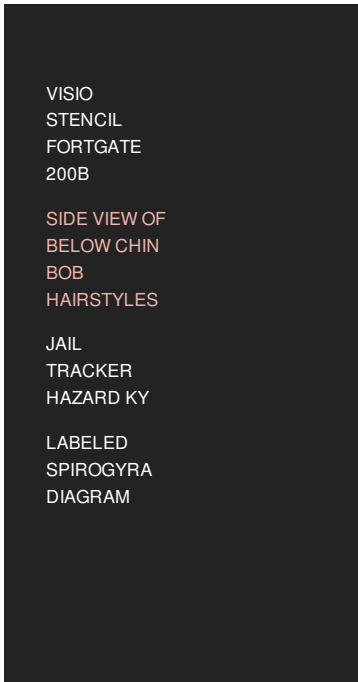 VISIO
STENCIL
FORTGATE
200B
SIDE VIEW OF
BELOW CHIN
BOB
HAIRSTYLES
JAIL
TRACKER
HAZARD KY
LABELED
SPIROGYRA
DIAGRAM